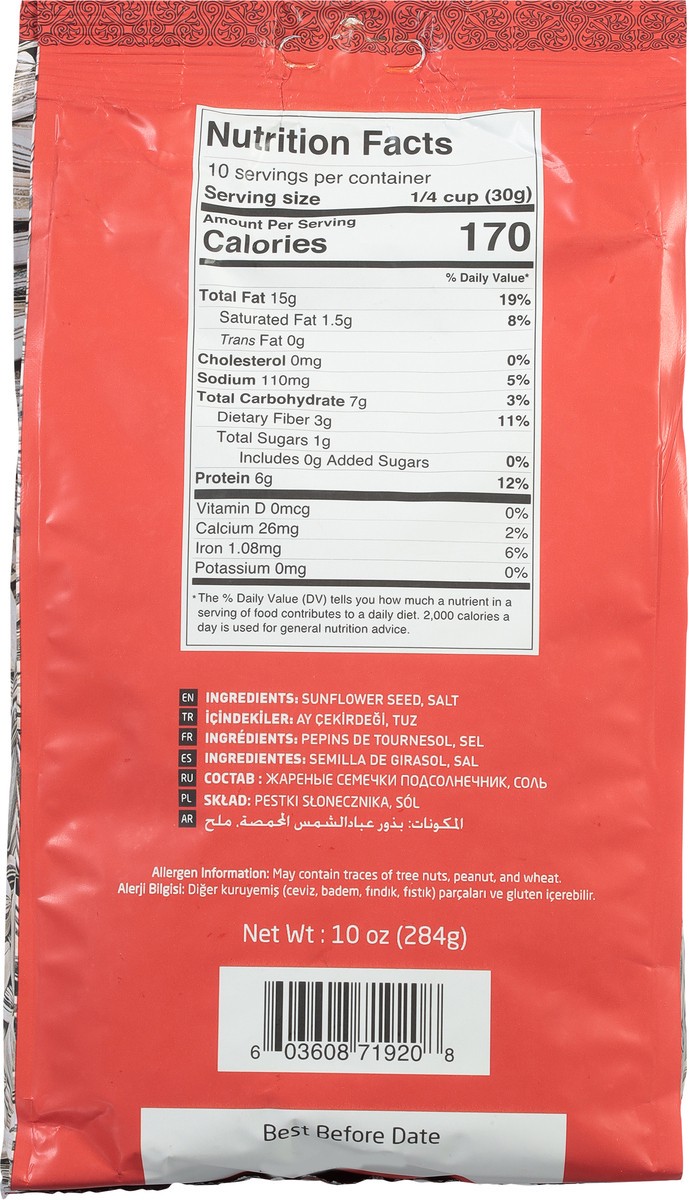 Nutrition Facts
10 servings per container
Serving size 1/4 cup (30g)
Amount Per Serving
Calories 170
% Daily Value*
Total Fat 15g 19%
Saturated Fat 1.5g 8%
Trans Fat 0g
Cholesterol 0mg 0%
Sodium 110mg 5%
Total Carbohydrate 7g 3%
Dietary Fiber 3g 11%
Total Sugars 1g
Includes 0g Added Sugars 0%
Protein 6g 12%
Vitamin D 0mcg 0%
Calcium 26mg 2%
Iron 1.08mg 6%
Potassium 0mg 0%
*The % Daily Value (DV) tells you how much a nutrient in a
serving of food contributes to a daily diet. 2,000 calories a
day is used for general nutrition advice.
EN INGREDIENTS: SUNFLOWER SEED, SALT
TR İÇİNDEKİLER: AY ÇEKİRDEĞİ, TUZ
FR INGRÉDIENTS: PEPINS DE TOURNESOL, SEL
ES INGREDIENTES: SEMILLA DE GIRASOL, SAL
RU СОСТАВ : ЖАРЕНЫЕ СЕМЕЧКИ ПОДСОЛНЕЧНИК, СОЛЬ
PL SKŁAD: PESTKI SŁONECZNIKA, SÓL
AR المكونات: بذور عبادالشمس المحمصة, ملح
Allergen Information: May contain traces of tree nuts, peanut, and wheat.
Alerji Bilgisi: Diğer kuruyemiş (ceviz, badem, fındık, fıstık) parçaları ve gluten içerebilir.
Net Wt : 10 oz (284g)
6 03608 71920 8
Best Before Date